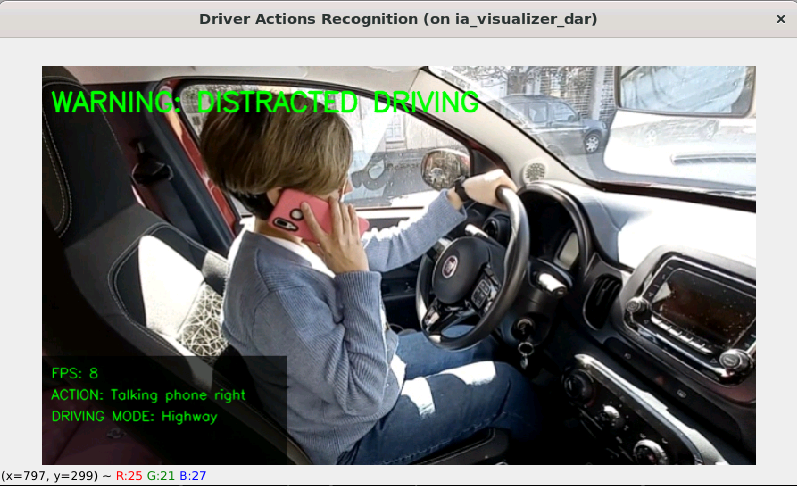 Driver Actions Recognition (on ia_visualizer_dar)
WARNING: DISTRACTED DRIVING
FPS: 8
ACTION: Talking phone right
DRIVING MODE: Highway
(x=797, y=299) ~ R:25 G:21 B:27